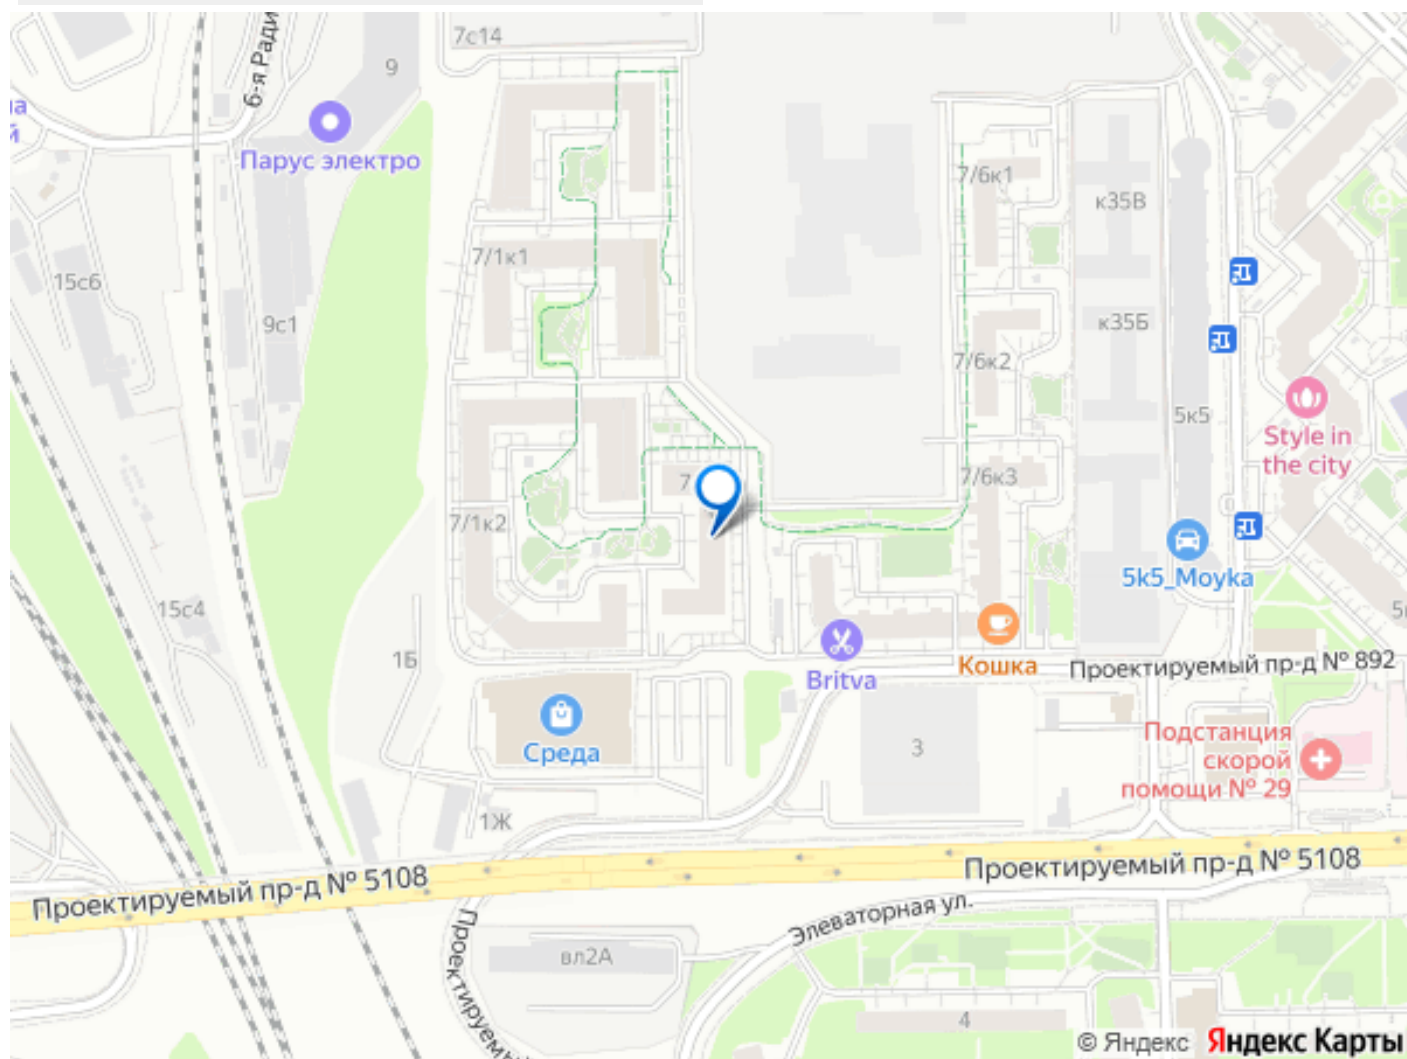 7с14
6-я Ради
9
Парус электро
7/6к1
к35В
7/1к1
15с6
9с1
к35Б
7/6к2
5к5
Style in
the city
7/6к3
7
7/1к2
5k5_Moyka
15с4
1Б
Britva
Кошка
Проектируемый пр-д № 892
Среда
3
Подстанция
скорой
помощи № 29
1Ж
Проектируемый пр-д № 5108
Проектируемый пр-д № 5108
Элеваторная ул.
Проектируемый
вл2А
4
© Яндекс Яндекс Карты